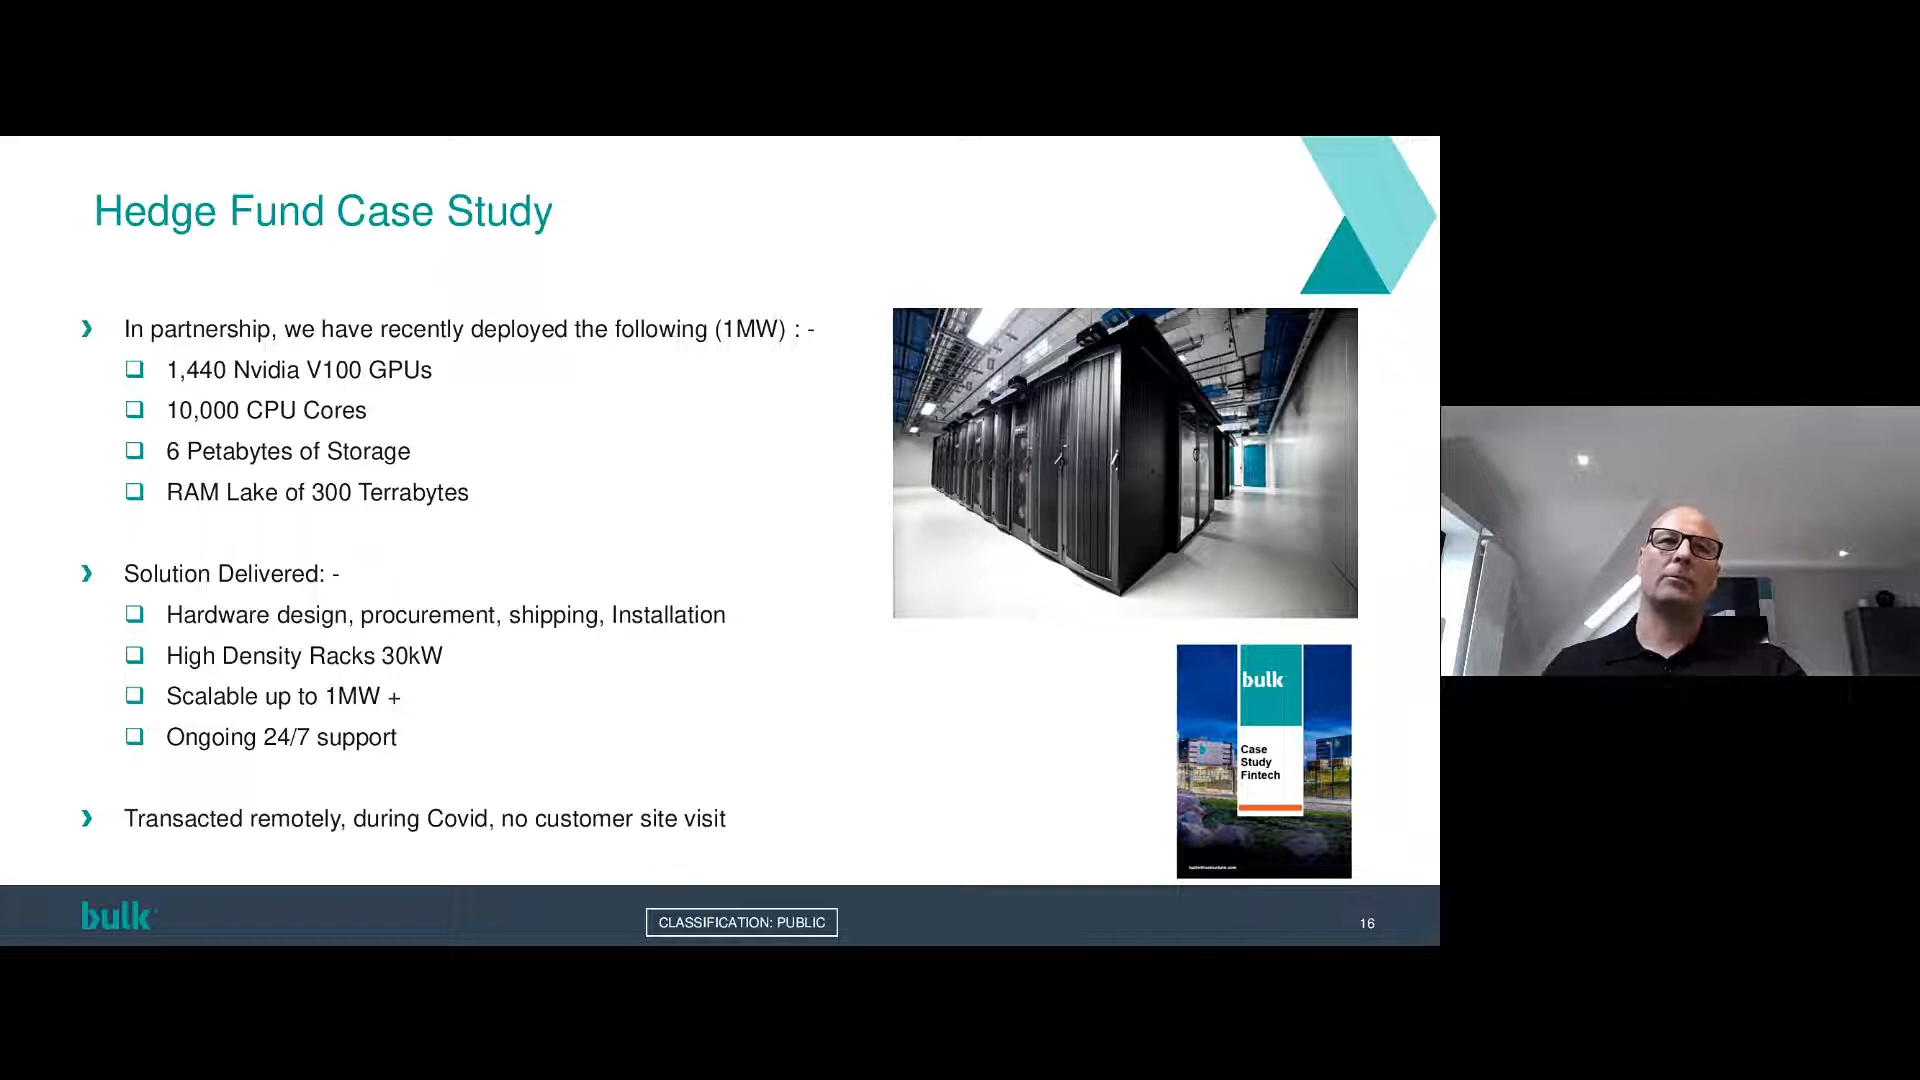 Hedge Fund Case Study
In partnership, we have recently deployed the following (1MW) : -
1,440 Nvidia V100 GPUs
10,000 CPU Cores
6 Petabytes of Storage
RAM Lake of 300 Terrabytes
Solution Delivered: -
Hardware design, procurement, shipping, Installation
High Density Racks 30kW
Scalable up to 1MW +
Ongoing 24/7 support
Transacted remotely, during Covid, no customer site visit
bulk
Case
Study
Fintech
bulk
CLASSIFICATION: PUBLIC
16